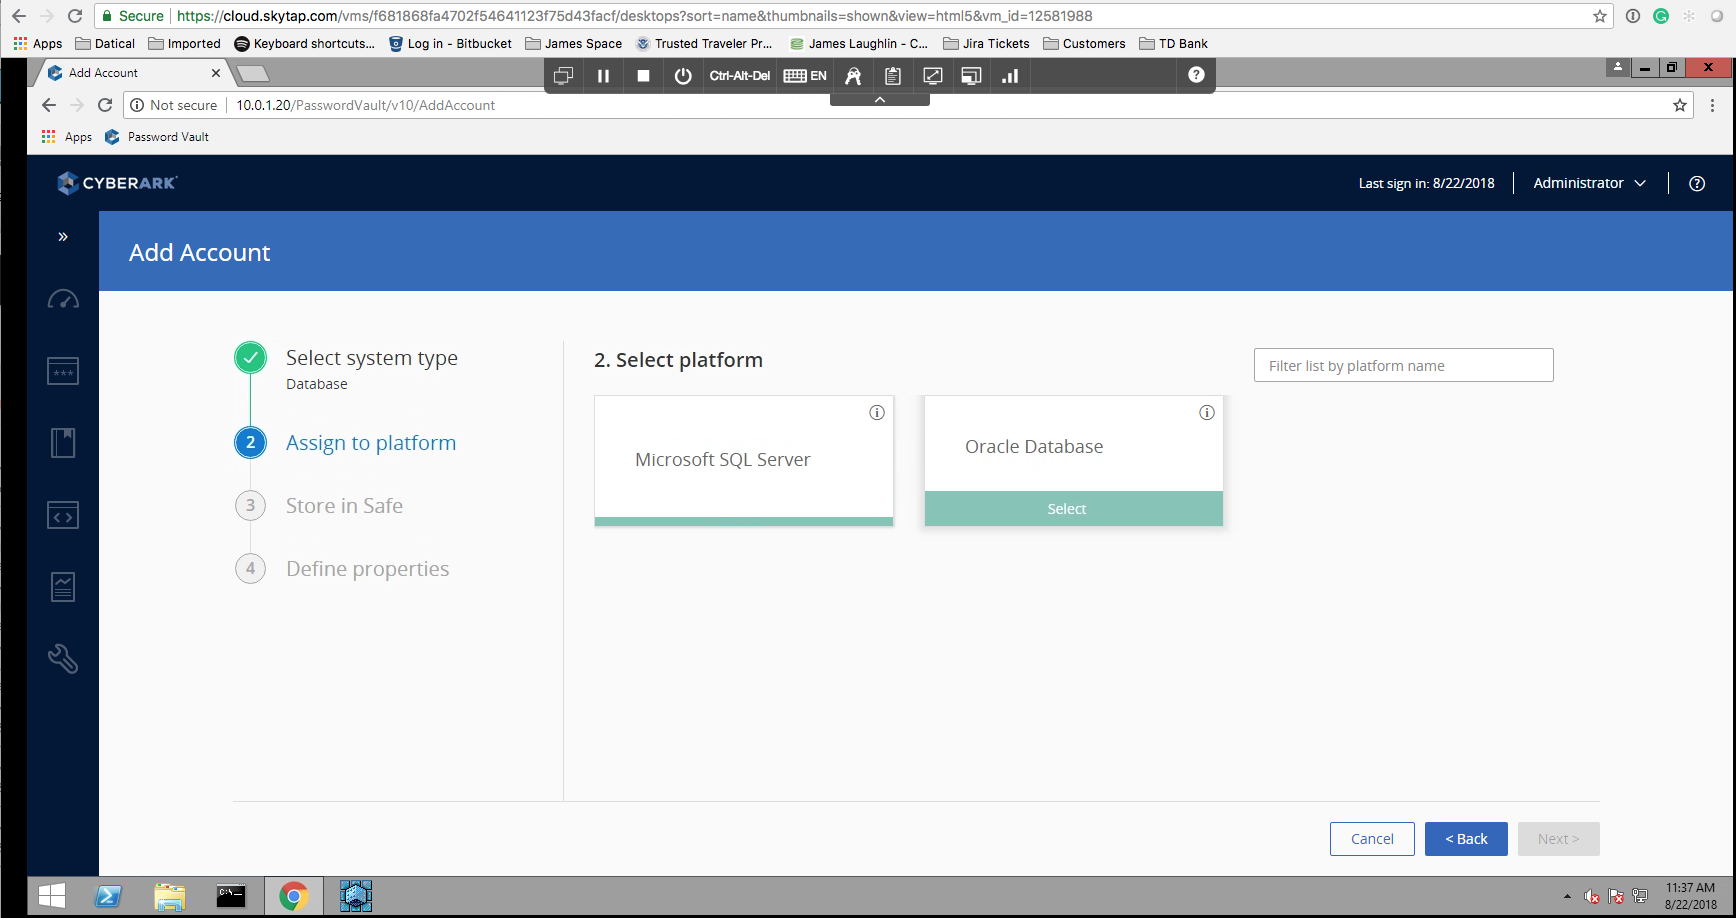 Secure https://cloud.skytap.com/vms/f681868fa4702f54641123f75d43facf/desktops?sort=name&thumbnails=shown&view=html5&vm_id=12581988
Apps Datical Imported Keyboard shortcuts... Log in - Bitbucket James Space Trusted Traveler Pr... James Laughlin - C... Jira Tickets Customers TD Bank
Add Account Ctrl-Alt-Del EN
Not secure 10.0.1.20/PasswordVault/v10/AddAccount
Apps Password Vault
CYBERARK Last sign in: 8/22/2018 Administrator
Add Account
Select system type
Database
2 Assign to platform
3 Store in Safe
4 Define properties
2. Select platform
Filter list by platform name
Microsoft SQL Server
Oracle Database
Select
Cancel < Back Next >
11:37 AM
8/22/2018